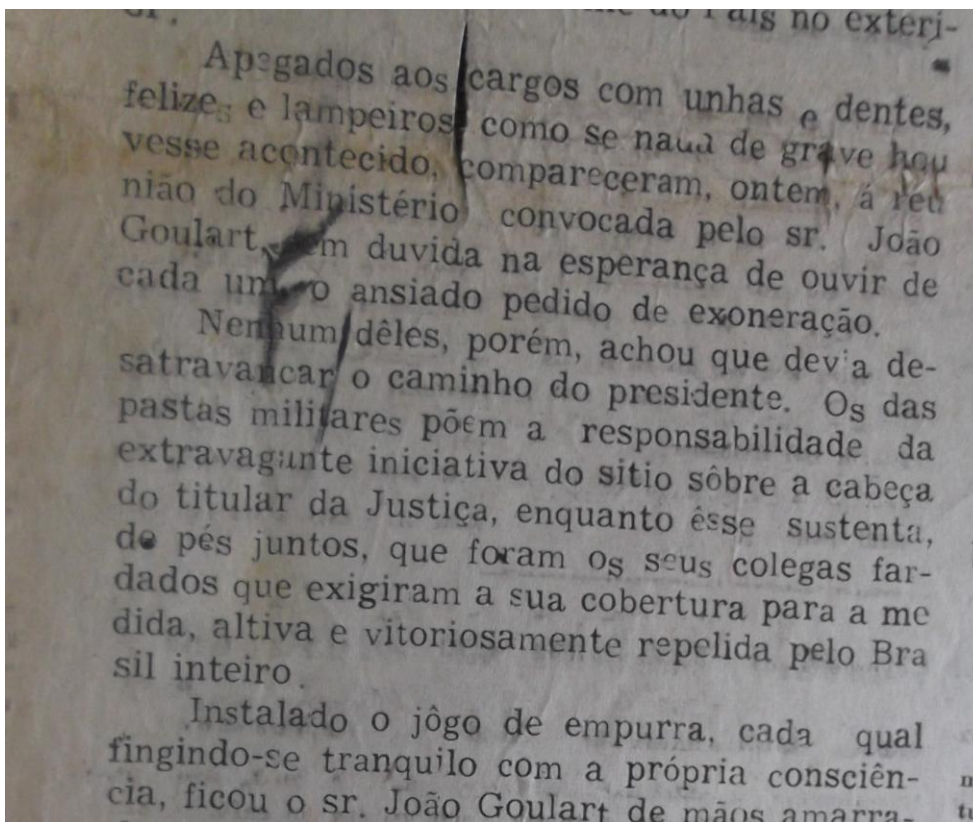 do País no exteri-
Apegados aos cargos com unhas e dentes,
felizes e lampeiros, como se nada de grave hou
vesse acontecido, compareceram, ontem, á reu
nião do Ministério convocada pelo sr. João
Goulart, sem duvida na esperança de ouvir de
cada um o ansiado pedido de exoneração.
Nenhum dêles, porém, achou que devia de-
satravancar o caminho do presidente. Os das
pastas militares põem a responsabilidade da
extravagante iniciativa do sitio sôbre a cabeça
do titular da Justiça, enquanto êsse sustenta,
de pés juntos, que foram os seus colegas far-
dados que exigiram a sua cobertura para a me
dida, altiva e vitoriosamente repelida pelo Bra
sil inteiro.
Instalado o jôgo de empurra, cada qual
fingindo-se tranquilo com a própria consciên-
cia, ficou o sr. João Goulart de mãos amarra-